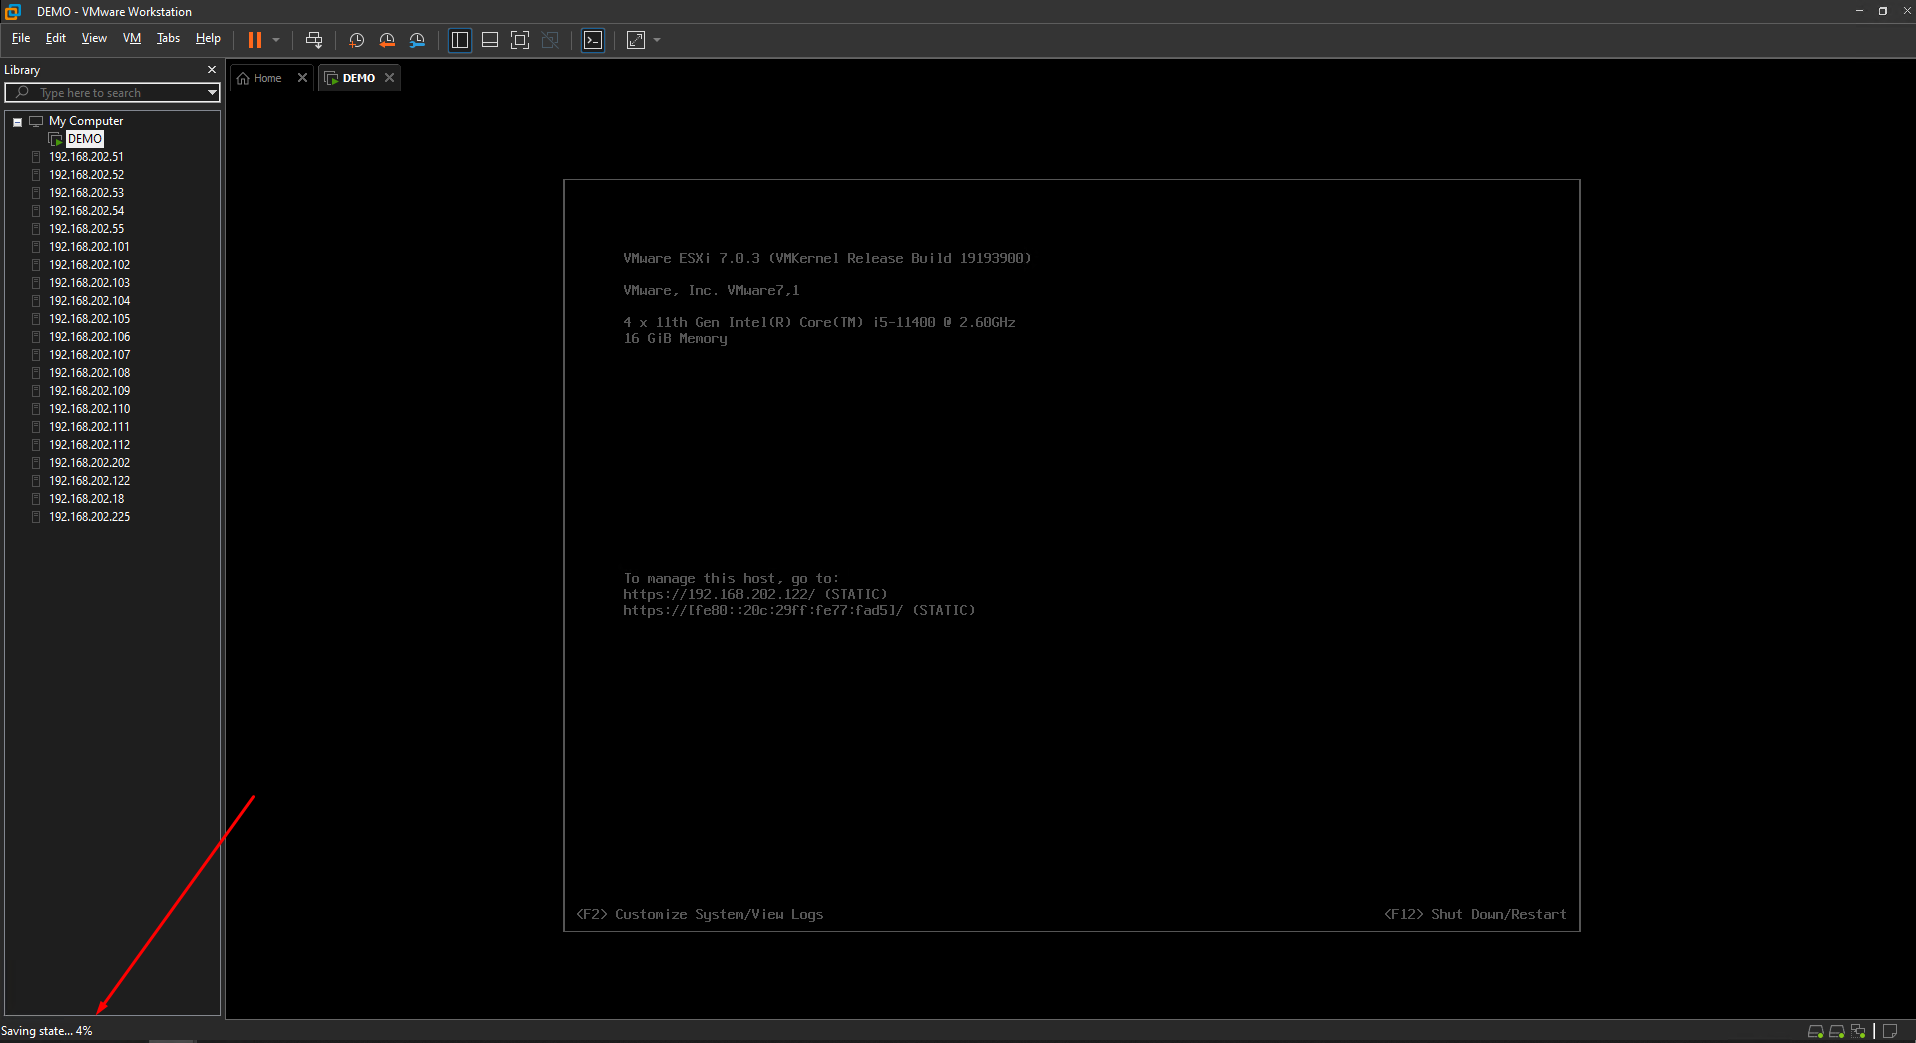 DEMO - VMware Workstation
File Edit View VM Tabs Help
Library
Type here to search
Home
DEMO
My Computer
DEMO
192.168.202.51
192.168.202.52
192.168.202.53
192.168.202.54
192.168.202.55
192.168.202.101
192.168.202.102
192.168.202.103
192.168.202.104
192.168.202.105
192.168.202.106
192.168.202.107
192.168.202.108
192.168.202.109
192.168.202.110
192.168.202.111
192.168.202.112
192.168.202.202
192.168.202.122
192.168.202.18
192.168.202.225
VMware ESXi 7.0.3 (VMKernel Release Build 19193900)
VMware, Inc. VMware7,1
4 x 11th Gen Intel(R) Core(TM) i5-11400 @ 2.60GHz
16 GiB Memory
To manage this host, go to:
https://192.168.202.122/ (STATIC)
https://[fe80::20c:29ff:fe77:fad5]/ (STATIC)
<F2> Customize System/View Logs
<F12> Shut Down/Restart
Saving state... 4%